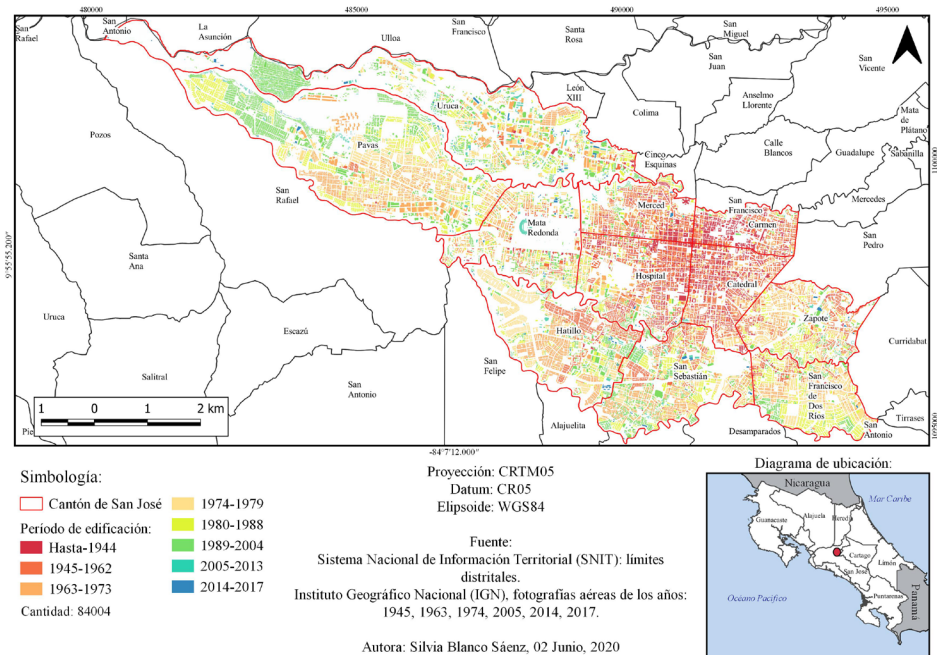 480000
485000
490000
495000
San
Rafael
San
Antonio
La
Asunción
Ulloa
San
Francisco
Santa
Rosa
San
Miguel
San
Juan
San
Vicente
León
XIII
Colima
Anselmo
Llorente
Mata
de
Plátano
Uruca
Pozos
Pavas
Cinco
Esquinas
Calle
Blancos
Guadalupe
Sabanilla
1100000
San
Rafael
Merced
San
Francisco
Carmen
Mercedes
Mata
Redonda
San
Pedro
9°55'55.200"
Santa
Ana
Hospital
Catedral
Uruca
Escazú
Hatillo
Zapote
Curridabat
San
Felipe
San
Sebastián
San
Francisco
de
Dos
Ríos
Salitral
San
Antonio
1 0 1 2 km
Pie
Alajuelita
Desamparados
San
Antonio
Tirrases
1095000
-84°7'12.000"
Simbología:
Cantón de San José
Período de edificación:
Hasta-1944
1945-1962
1963-1973
1974-1979
1980-1988
1989-2004
2005-2013
2014-2017
Cantidad: 84004
Proyección: CRTM05
Datum: CR05
Elipsoide: WGS84
Fuente:
Sistema Nacional de Información Territorial (SNIT): límites
distritales.
Instituto Geográfico Nacional (IGN), fotografías aéreas de los años:
1945, 1963, 1974, 2005, 2014, 2017.
Autora: Silvia Blanco Sáenz, 02 Junio, 2020
Diagrama de ubicación:
Nicaragua
Mar Caribe
Guanacaste
Alajuela
Heredia
Cartago
Limón
San José
Puntarenas
Océano Pacífico
Panamá